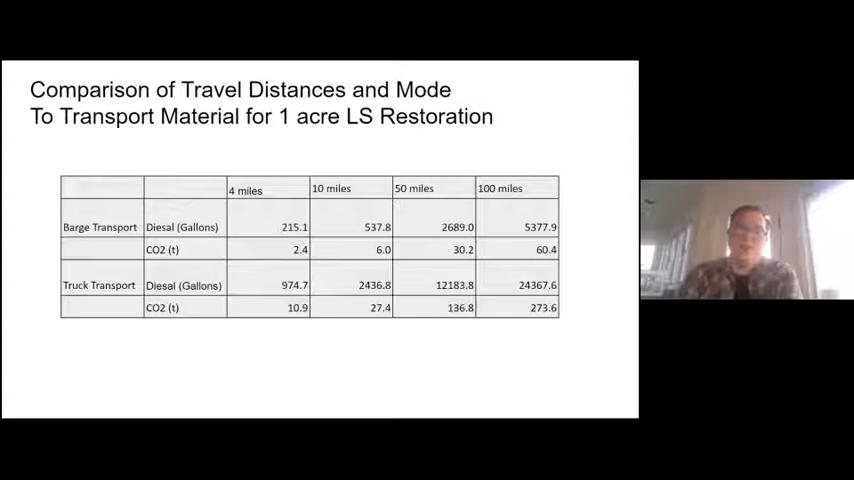 Comparison of Travel Distances and Mode
To Transport Material for 1 acre LS Restoration
4 miles 10 miles 50 miles 100 miles
Barge Transport Diesal (Gallons) 215.1 537.8 2689.0 5377.9
CO2 (t) 2.4 6.0 30.2 60.4
Truck Transport Diesal (Gallons) 974.7 2436.8 12183.8 24367.6
CO2 (t) 10.9 27.4 136.8 273.6